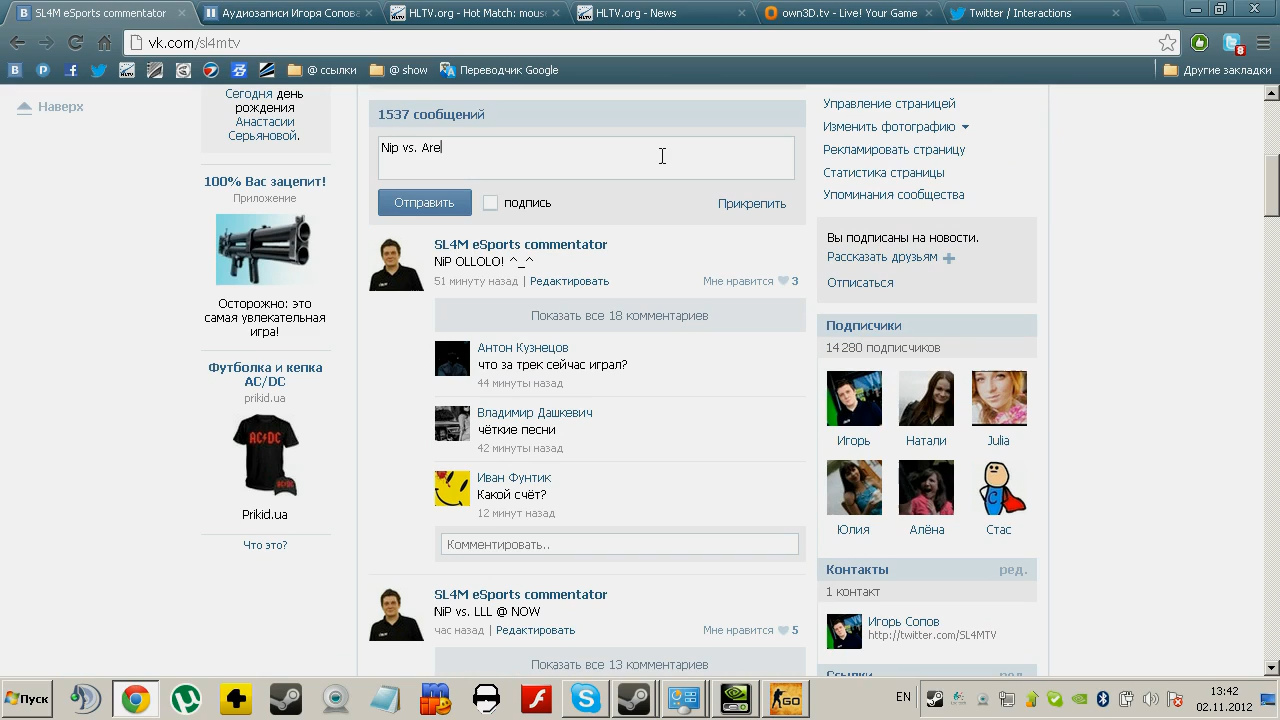 SL4M eSports commentator
Аудиозаписи Игоря Сопова
HLTV.org - Hot Match: mous
HLTV.org - News
own3D.tv - Live! Your Game
Twitter / Interactions
vk.com/sl4mtv
@ ссылки
@ show
Переводчик Google
Другие закладки
Наверх
Сегодня день
рождения
Анастасии
Серьяновой.
100% Вас зацепит!
Приложение
Осторожно: это
самая увлекательная
игра!
Футболка и кепка
AC/DC
prikid.ua
AC DC
Prikid.ua
Что это?
1537 сообщений
Nip vs. Are
Отправить
подпись
Прикрепить
SL4M eSports commentator
NiP OLLOLO! ^_^
51 минуту назад | Редактировать
Мне нравится 3
Показать все 18 комментариев
Антон Кузнецов
что за трек сейчас играл?
44 минуты назад
Владимир Дашкевич
чёткие песни
42 минуты назад
Иван Фунтик
Какой счёт?
12 минут назад
Комментировать..
SL4M eSports commentator
NiP vs. LLL @ NOW
час назад | Редактировать
Мне нравится 5
Показать все 13 комментариев
Управление страницей
Изменить фотографию
Рекламировать страницу
Статистика страницы
Упоминания сообщества
Вы подписаны на новости.
Рассказать друзьям
Отписаться
Подписчики
14 280 подписчиков
Игорь
Натали
Julia
Юлия
Алёна
Стас
Контакты
ред.
1 контакт
Игорь Сопов
http://twitter.com/SL4MTV
Ссылки
ред.
Пуск
GO
EN
13:42
02.11.2012